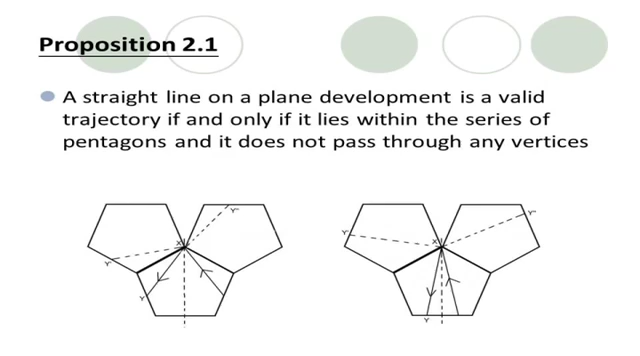 Proposition 2.1
A straight line on a plane development is a valid
trajectory if and only if it lies within the series of
pentagons and it does not pass through any vertices
Y''
X
Y'
Y
Y'
Y''
X
Y